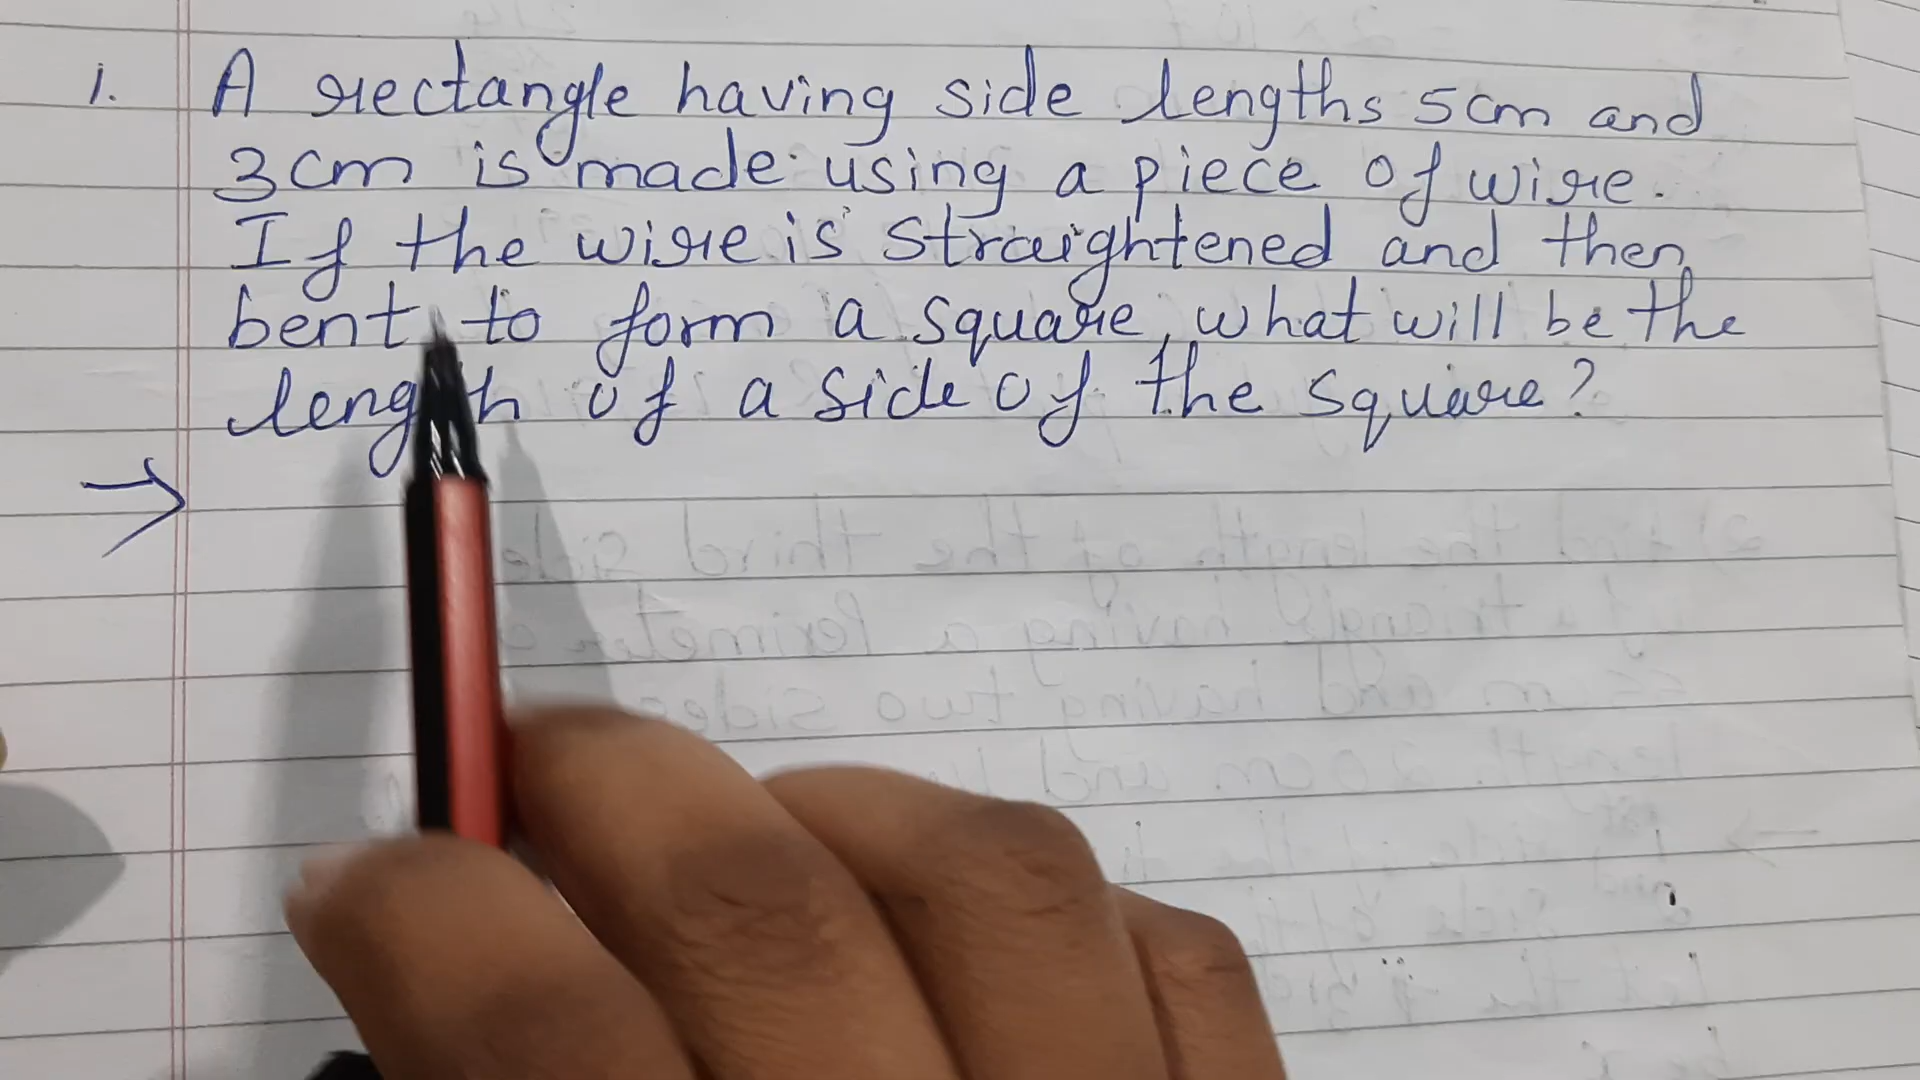 1. A rectangle having side lengths 5cm and
3cm is made using a piece of wire.
If the wire is straightened and then
bent to form a square, what will be the
length of a side of the square?